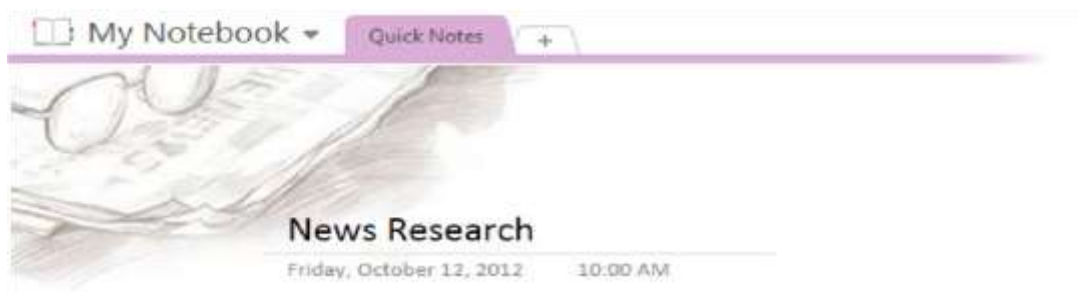 My Notebook
Quick Notes
+
News Research
Friday, October 12, 2012 10:00 AM